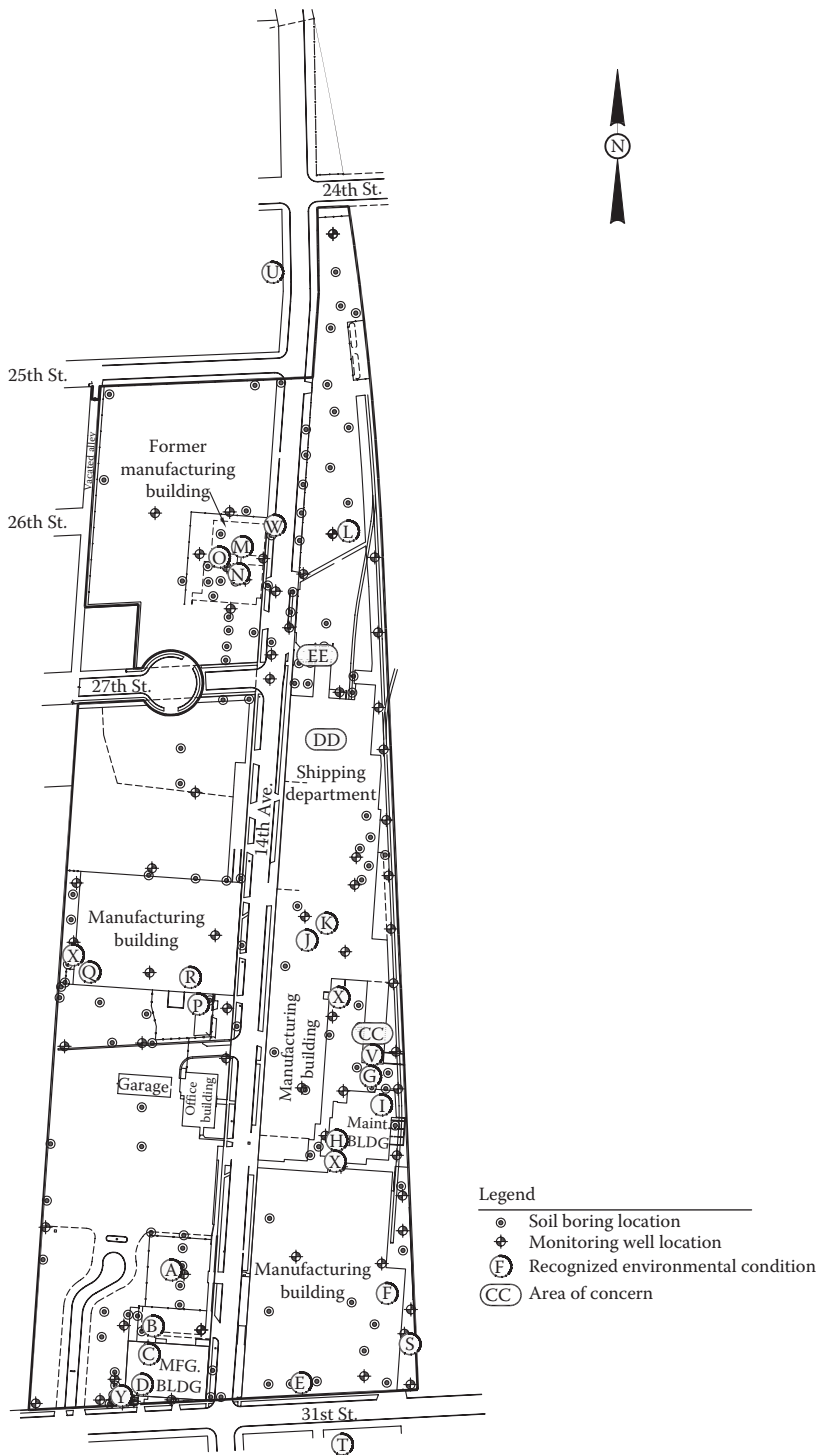 N
24th St.
U
25th St.
Vacated alley
Former
manufacturing
building
26th St.
W
L
M
O
N
EE
27th St.
DD
Shipping
department
14th Ave.
Manufacturing
building
K
J
X
Q
R
P
X
Manufacturing
building
CC
V
G
I
Garage
Office
building
Maint.
BLDG
H
X
Legend
Soil boring location
Monitoring well location
F Recognized environmental condition
CC Area of concern
A
Manufacturing
building
F
B
S
C
MFG.
BLDG
D
E
Y
31st St.
T